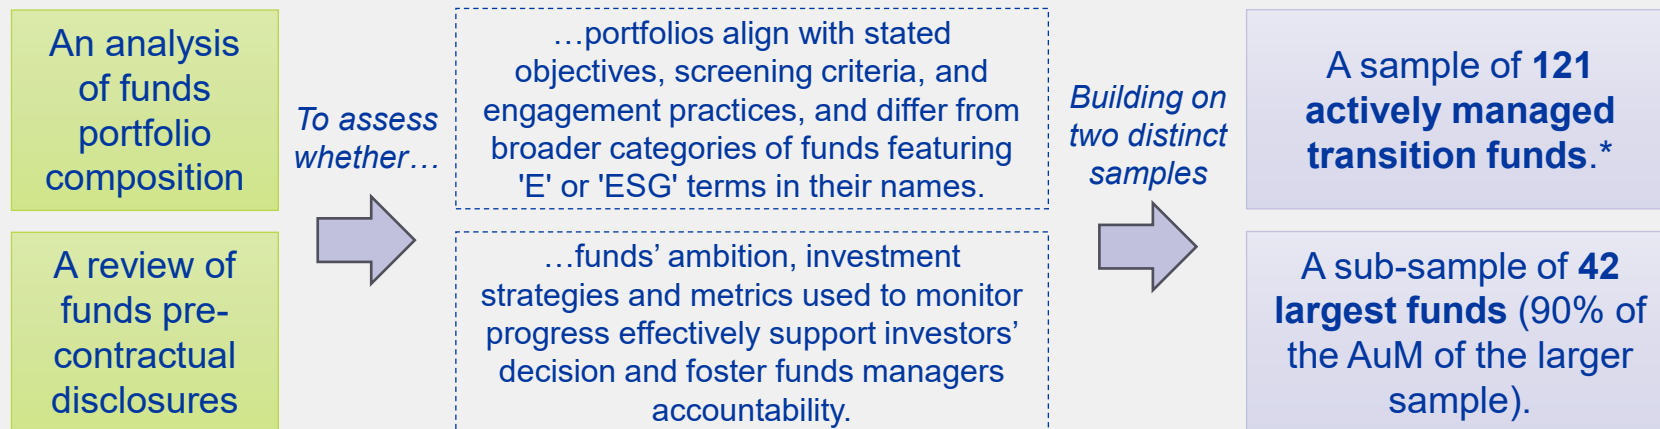 An analysis
of funds
portfolio
composition
To assess
whether…
…portfolios align with stated
objectives, screening criteria, and
engagement practices, and differ from
broader categories of funds featuring
'E' or 'ESG' terms in their names.
Building on
two distinct
samples
A sample of 121
actively managed
transition funds.*
A review of
funds pre-
contractual
disclosures
…funds’ ambition, investment
strategies and metrics used to monitor
progress effectively support investors’
decision and foster funds managers
accountability.
A sub-sample of 42
largest funds (90% of
the AuM of the larger
sample).